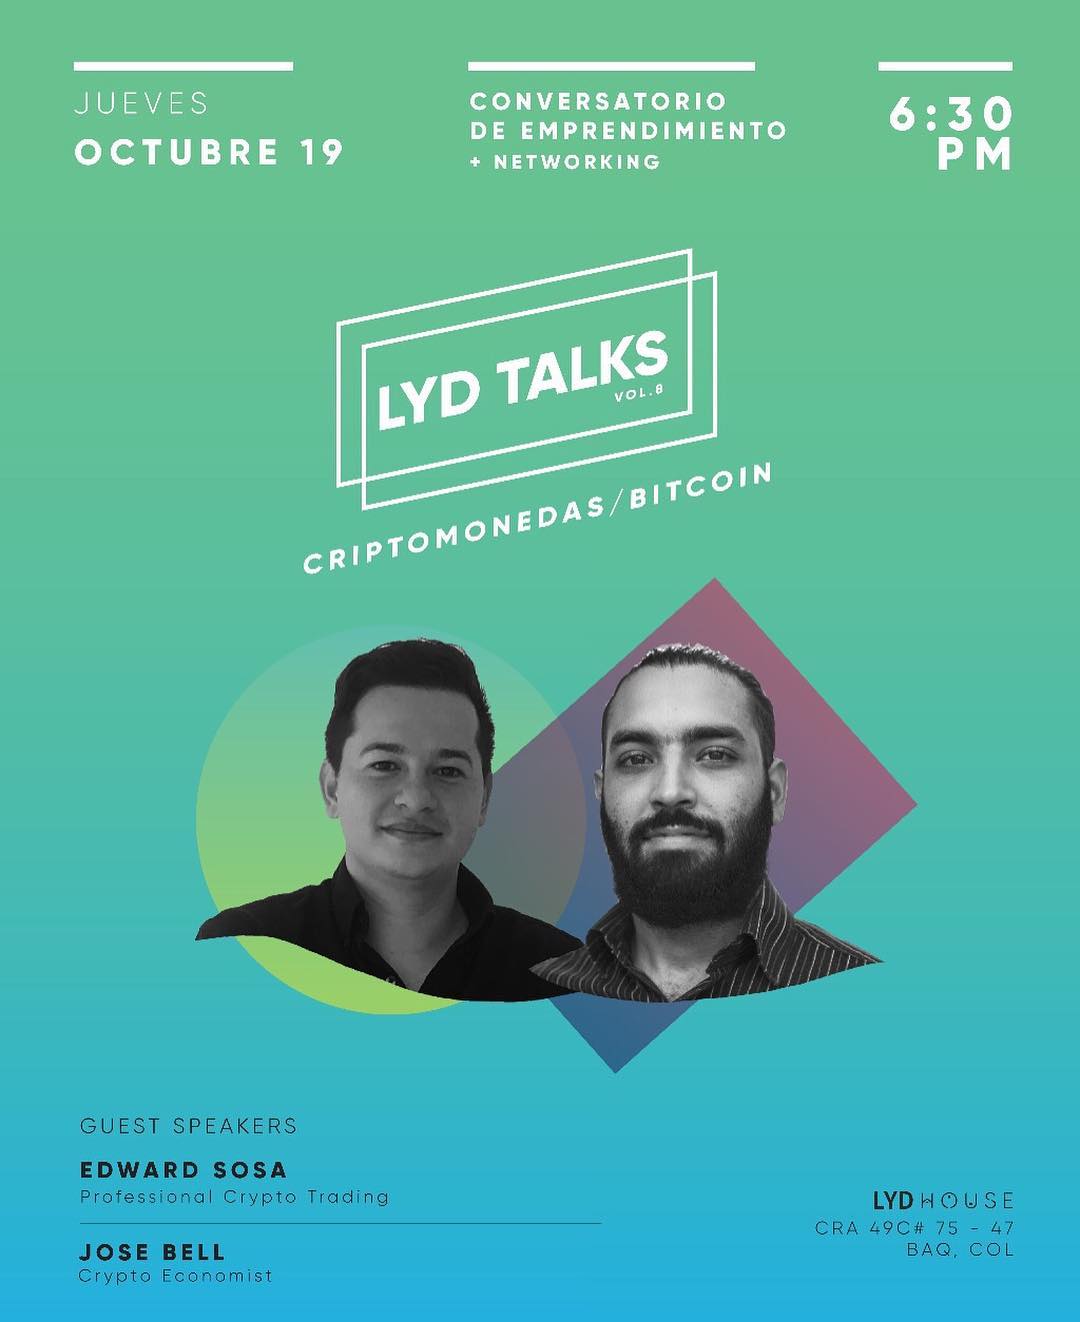 JUEVES
OCTUBRE 19
CONVERSATORIO
DE EMPRENDIMIENTO
+ NETWORKING
6:30
PM
LYD TALKS
VOL.8
CRIPTOMONEDAS/BITCOIN
GUEST SPEAKERS
EDWARD SOSA
Professional Crypto Trading
JOSE BELL
Crypto Economist
LYD HOUSE
CRA 49C# 75 - 47
BAQ, COL